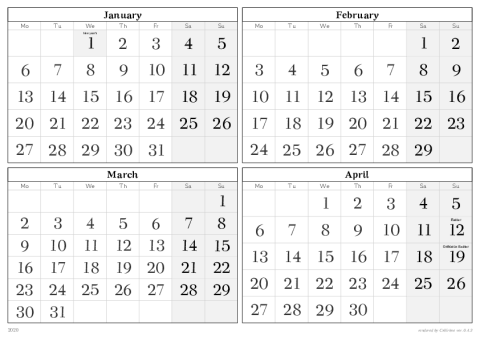 January
Mo Tu We Th Fr Sa Su
1 2 3 4 5
6 7 8 9 10 11 12
13 14 15 16 17 18 19
20 21 22 23 24 25 26
27 28 29 30 31
February
Mo Tu We Th Fr Sa Su
1 2
3 4 5 6 7 8 9
10 11 12 13 14 15 16
17 18 19 20 21 22 23
24 25 26 27 28 29
March
Mo Tu We Th Fr Sa Su
1
2 3 4 5 6 7 8
9 10 11 12 13 14 15
16 17 18 19 20 21 22
23 24 25 26 27 28 29
30 31
April
Mo Tu We Th Fr Sa Su
1 2 3 4 5
Easter
6 7 8 9 10 11 12
13 14 15 16 17 18 19
20 21 22 23 24 25 26
27 28 29 30
2020